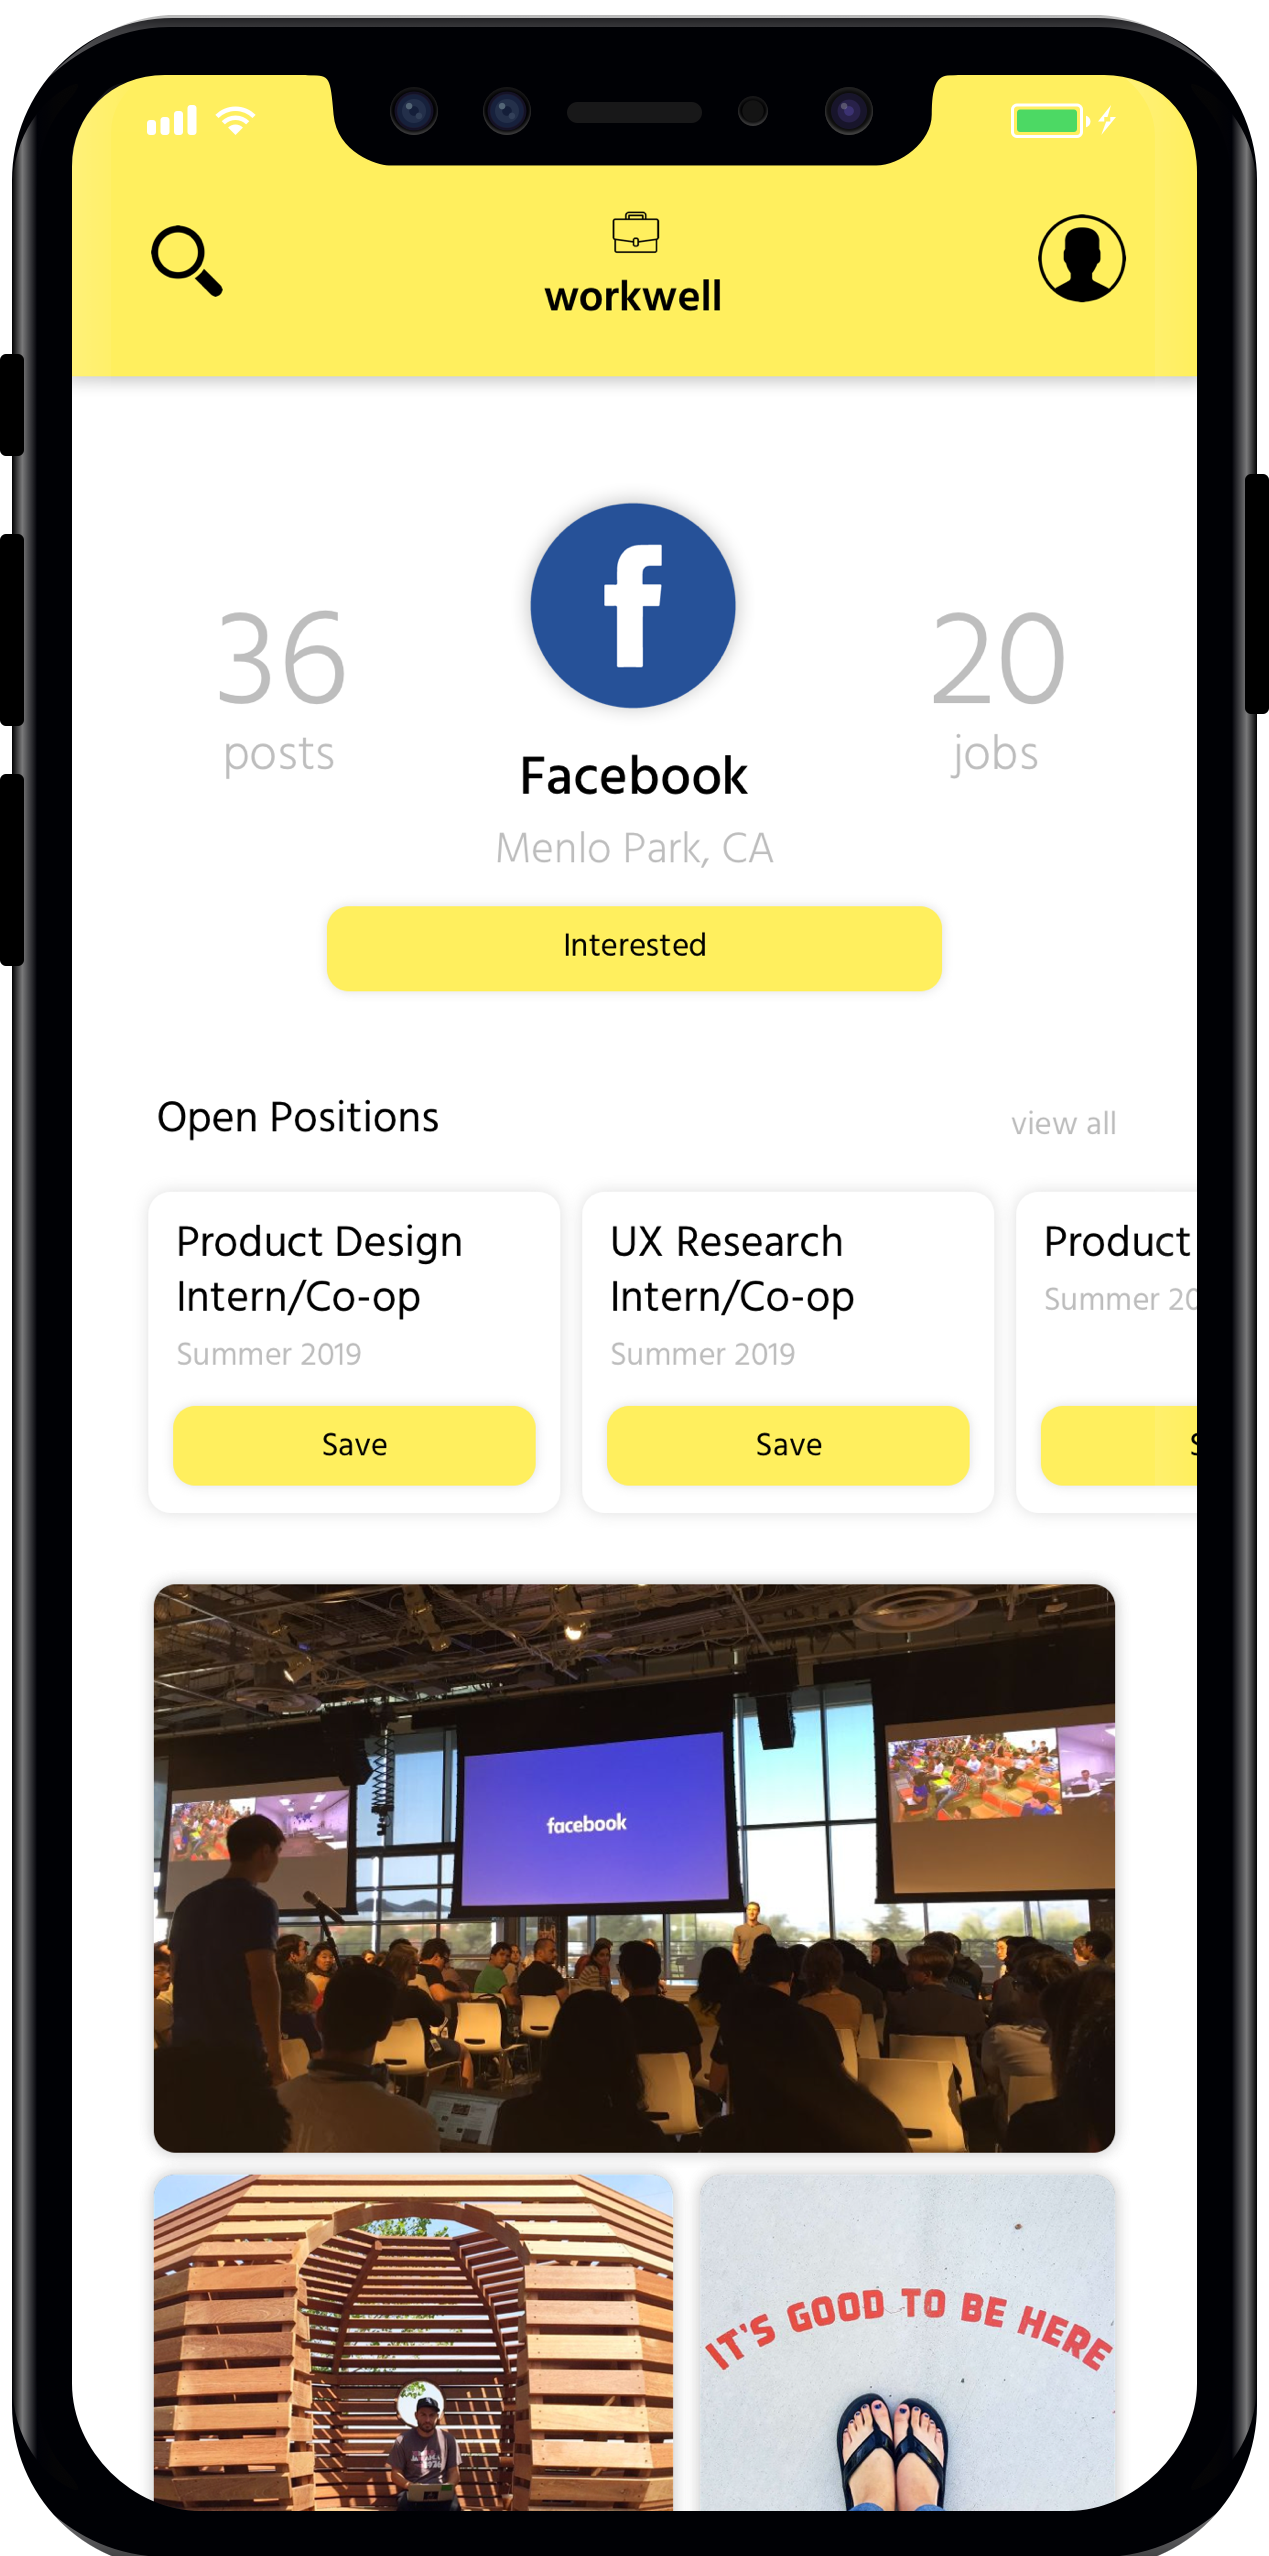 workwell
36
posts
f
20
jobs
Facebook
Menlo Park, CA
Interested
Open Positions
view all
Product Design
Intern/Co-op
Summer 2019
Save
UX Research
Intern/Co-op
Summer 2019
Save
Product
Summer 20
S
facebook
IT'S GOOD TO BE HERE